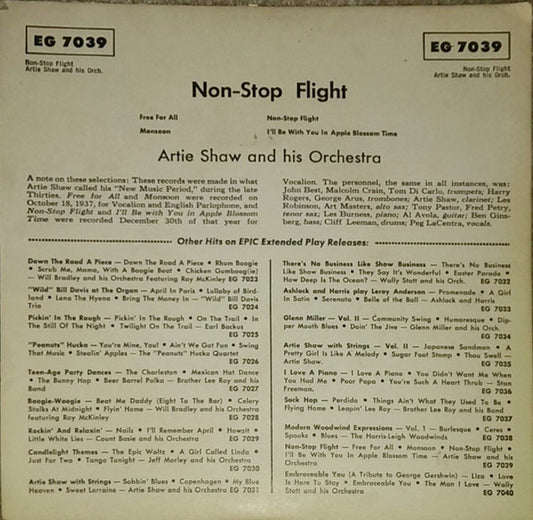 EG 7039
EG 7039
Non-Stop Flight
Artie Shaw and his Orch.
Non-Stop Flight
Artie Shaw and his Orch.
Non-Stop Flight
Free For All Non-Stop Flight
Monsoon I'll Be With You In Apple Blossom Time
Artie Shaw and his Orchestra
A note on these selections: These records were made in what
Artie Shaw called his "New Music Period," during the late
Thirties. Free for All and Monsoon were recorded on
October 18, 1937, for Vocalion and English Parlophone, and
Non-Stop Flight and I'll Be with You in Apple Blossom
Time were recorded December 30th of that year for
Vocalion. The personnel, the same in all instances, was:
John Best, Malcolm Crain, Tom Di Carlo, trumpets; Harry
Rogers, George Arus, trombones; Artie Shaw, clarinet; Les
Robinson, Art Masters, alto sax; Tony Pastor, Fred Petry,
tenor sax; Les Burness, piano; Al Avola, guitar; Ben Gins-
berg, bass; Cliff Leeman, drums; Peg LaCentra, vocals.
Other Hits on EPIC Extended Play Releases:
Down The Road A Piece — Down The Road A Piece • Rhum Boogie
• Scrub Me, Mama, With A Boogie Beat • Chicken Gumboogie
— Will Bradley and his Orchestra featuring Ray McKinley EG 7023
"Wild" Bill Davis at The Organ — April In Paris • Lullaby of Bird-
land • Lena The Hyena • Bring The Money In — "Wild" Bill Davis
Trio EG 7024
Pickin' In The Rough — Pickin' In The Rough • On The Trail • In
The Still Of The Night • Twilight On The Trail — Earl Backus
EG 7025
"Peanuts" Hucko — You're Mine, You! • Ain't We Got Fun • Swing
That Music • Stealin' Apples — The "Peanuts" Hucko Quartet
EG 7026
Teen-Age Party Dances — The Charleston • Mexican Hat Dance
• The Bunny Hop • Beer Barrel Polka — Brother Lee Roy and his
Band EG 7027
Boogie-Woogie — Beat Me Daddy (Eight To The Bar) • Celery
Stalks At Midnight • Flyin' Home — Will Bradley and his Orchestra
featuring Ray McKinley EG 7028
Rockin' And Relaxin' — Nails • I'll Remember April • Howzit •
Little White Lies — Count Basie and his Orchestra EG 7029
Candlelight Themes — The Epic Waltz • A Girl Called Linda •
Just For Two • Tango Tonight — Jeff Morley and his Orchestra
EG 7030
Artie Shaw with Strings — Sobbin' Blues • Copenhagen • My Blue
Heaven • Sweet Lorraine — Artie Shaw and his Orchestra EG 7031
There's No Business Like Show Business — There's No Business
Like Show Business • They Say It's Wonderful • Easter Parade •
How Deep Is the Ocean? — Wally Stott and his Orch. EG 7032
Ashlock and Harris play Leroy Anderson — Promenade • A Girl
In Satin • Serenata • Belle of the Ball — Ashlock and Harris
EG 7033
Glenn Miller — Vol. II — Community Swing • Humoresque • Dip-
per Mouth Blues • Doin' The Jive — Glenn Miller and his Orch.
EG 7034
Artie Shaw with Strings — Vol. II — Japanese Sandman • A
Pretty Girl Is Like A Melody • Sugar Foot Stomp • Thou Swell —
Artie Shaw. EG 7035
I Love A Piano — I Love A Piano • You Didn't Want Me When
You Had Me • Poor Papa • You're Such A Heart Throb — Stan
Freeman. EG 7036
Sock Hop — Perdido • Things Ain't What They Used To Be •
Flying Home • Leapin' Lee Roy — Brother Lee Roy and his Band
EG 7037
Modern Woodwind Expressions — Vol. 1 — Burlesque • Ceres •
Spooks • Blues — The Harris-Leigh Woodwinds EG 7038
Non-Stop Flight — Free For All • Monsoon • Non-Stop Flight •
I'll Be With You In Apple Blossom Time — Artie Shaw and his
Orchestra EG 7039
Embraceable You (A Tribute to George Gershwin) — Liza • Love
Is Here To Stay • Embraceable You • The Man I Love — Wally
Stott and his Orchestra EG 7040